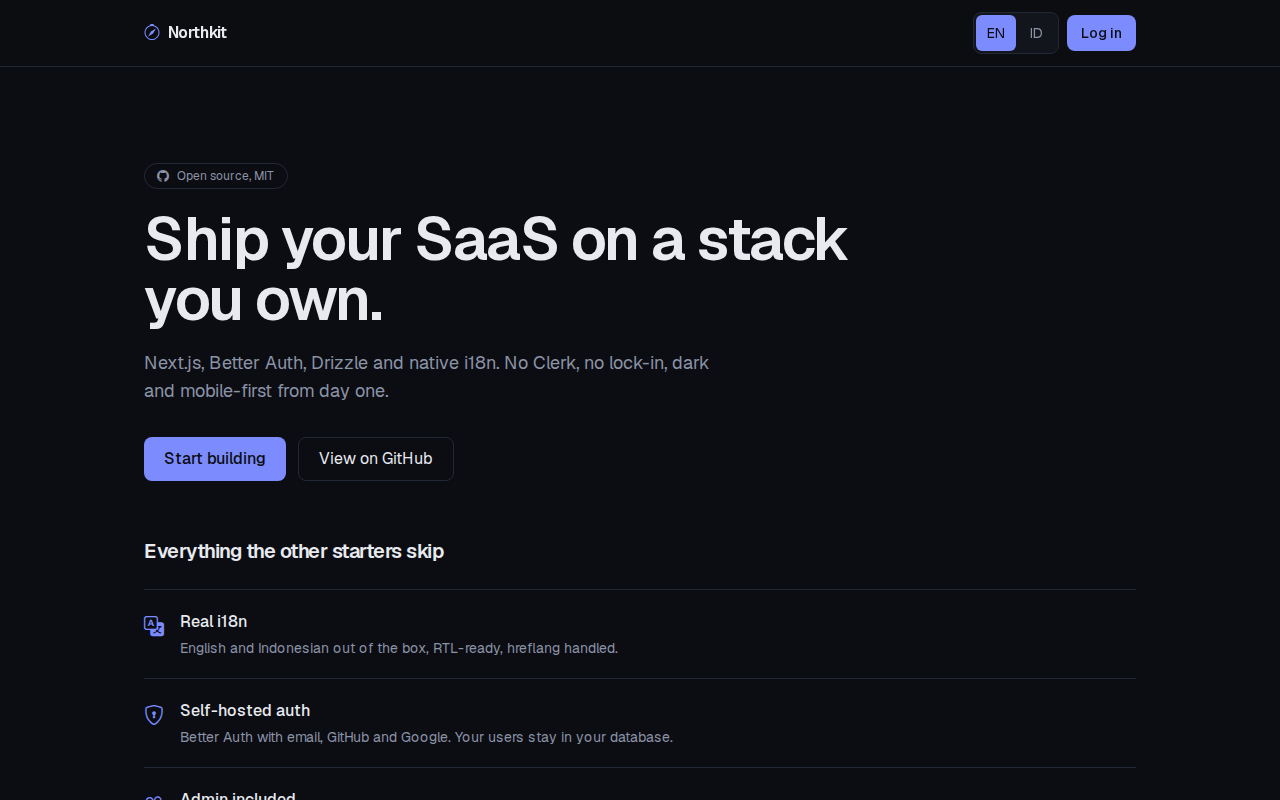 Northkit
EN
ID
Log in
Open source, MIT
Ship your SaaS on a stack
you own.
Next.js, Better Auth, Drizzle and native i18n. No Clerk, no lock-in, dark
and mobile-first from day one.
Start building
View on GitHub
Everything the other starters skip
Real i18n
English and Indonesian out of the box, RTL-ready, hreflang handled.
Self-hosted auth
Better Auth with email, GitHub and Google. Your users stay in your database.
Admin included